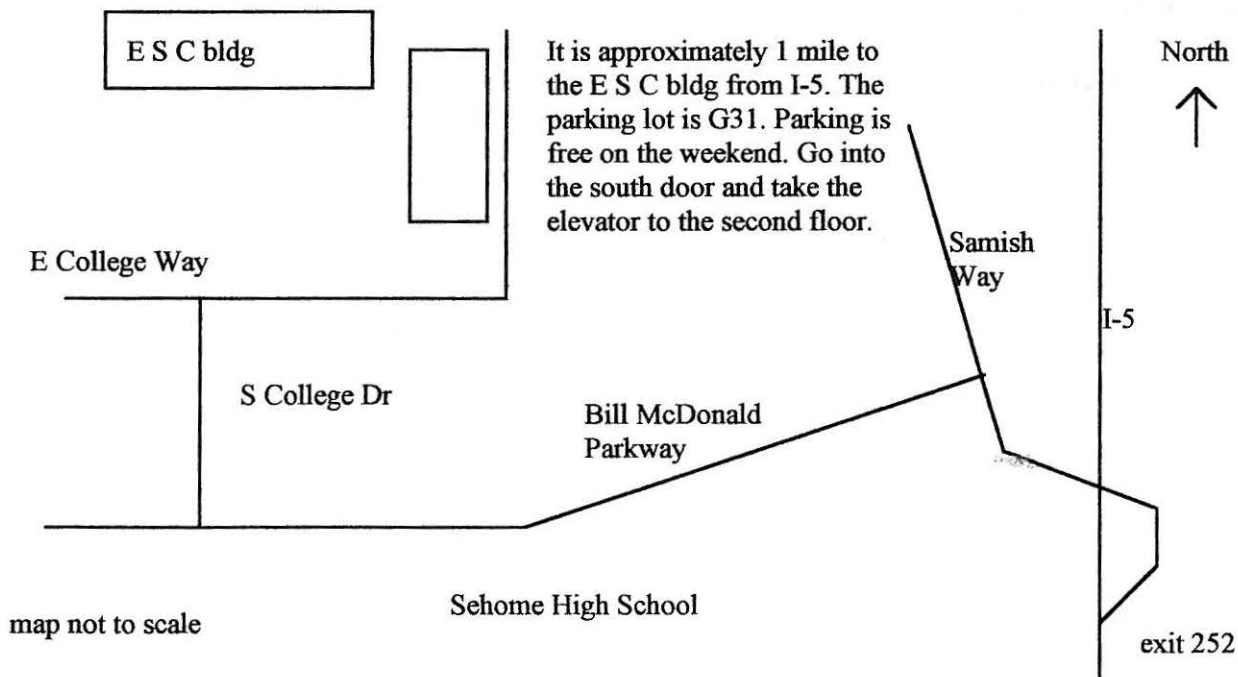 E S C bldg
It is approximately 1 mile to
the E S C bldg from I-5. The
parking lot is G31. Parking is
free on the weekend. Go into
the south door and take the
elevator to the second floor.
North
E College Way
Samish
Way
I-5
S College Dr
Bill McDonald
Parkway
Sehome High School
map not to scale
exit 252